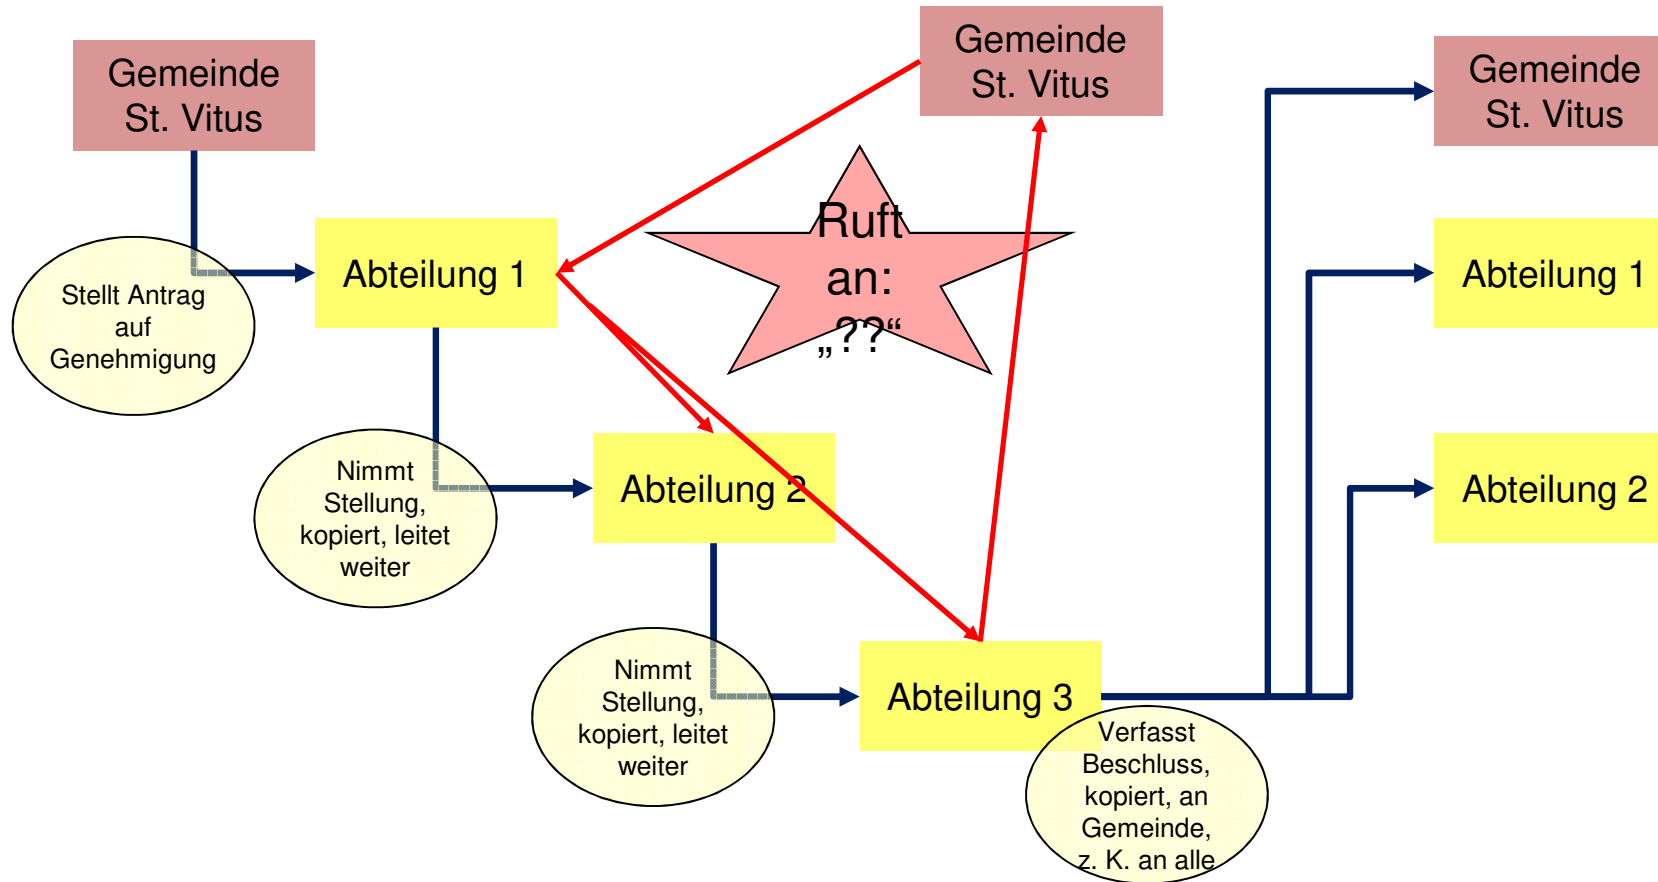 Gemeinde
St. Vitus
Gemeinde
St. Vitus
Gemeinde
St. Vitus
Stellt Antrag
auf
Genehmigung
Abteilung 1
Ruft
an:
„??“
Abteilung 1
Nimmt
Stellung,
kopiert, leitet
weiter
Abteilung 2
Abteilung 2
Nimmt
Stellung,
kopiert, leitet
weiter
Abteilung 3
Verfasst
Beschluss,
kopiert, an
Gemeinde,
z. K. an alle